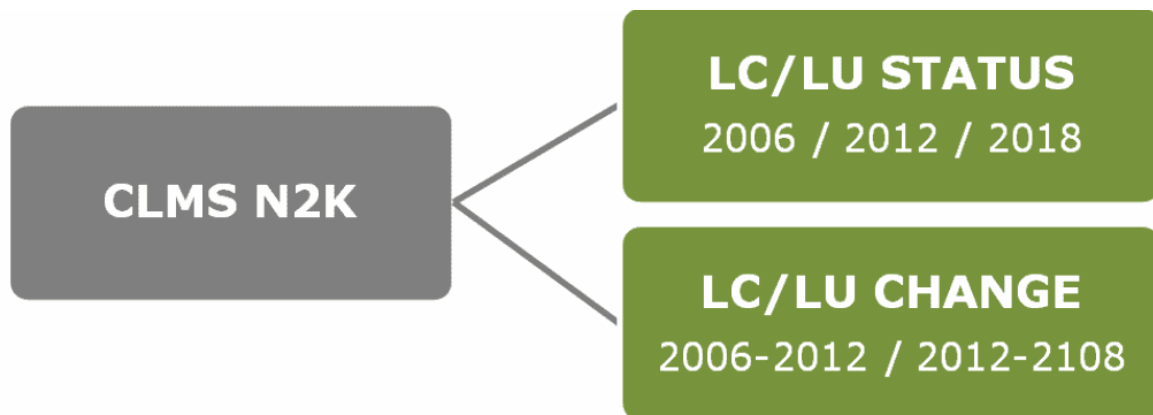 CLMS N2K
LC/LU STATUS
2006 / 2012 / 2018
LC/LU CHANGE
2006-2012 / 2012-2108